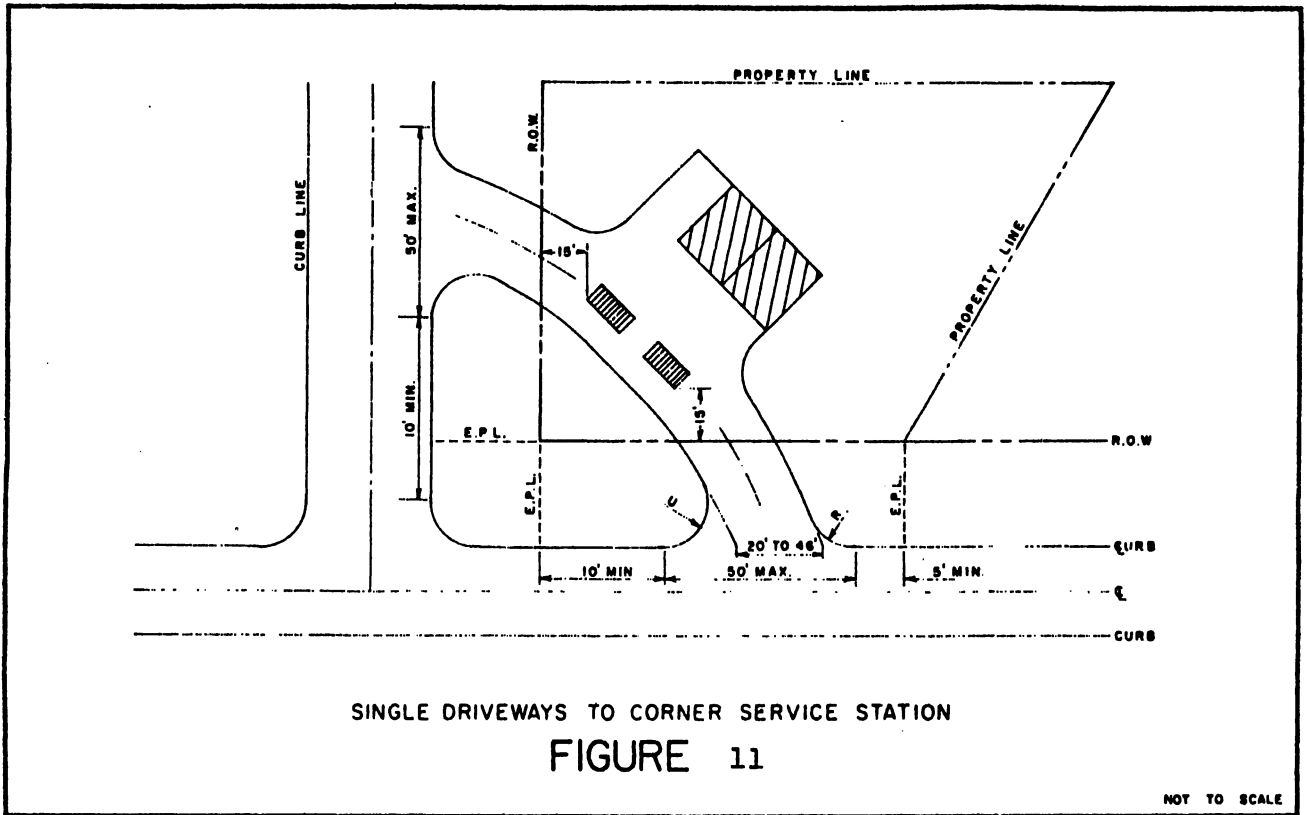 PROPERTY LINE
R.O.W.
CURB LINE
50' MAX.
15'
PROPERTY LINE
10' MIN.
15'
E.P.L.
R.O.W
E.P.L.
E.P.L.
U
R.
20' TO 46'
CURB
10' MIN
50' MAX.
5' MIN.
℄
CURB
SINGLE DRIVEWAYS TO CORNER SERVICE STATION
FIGURE 11
NOT TO SCALE